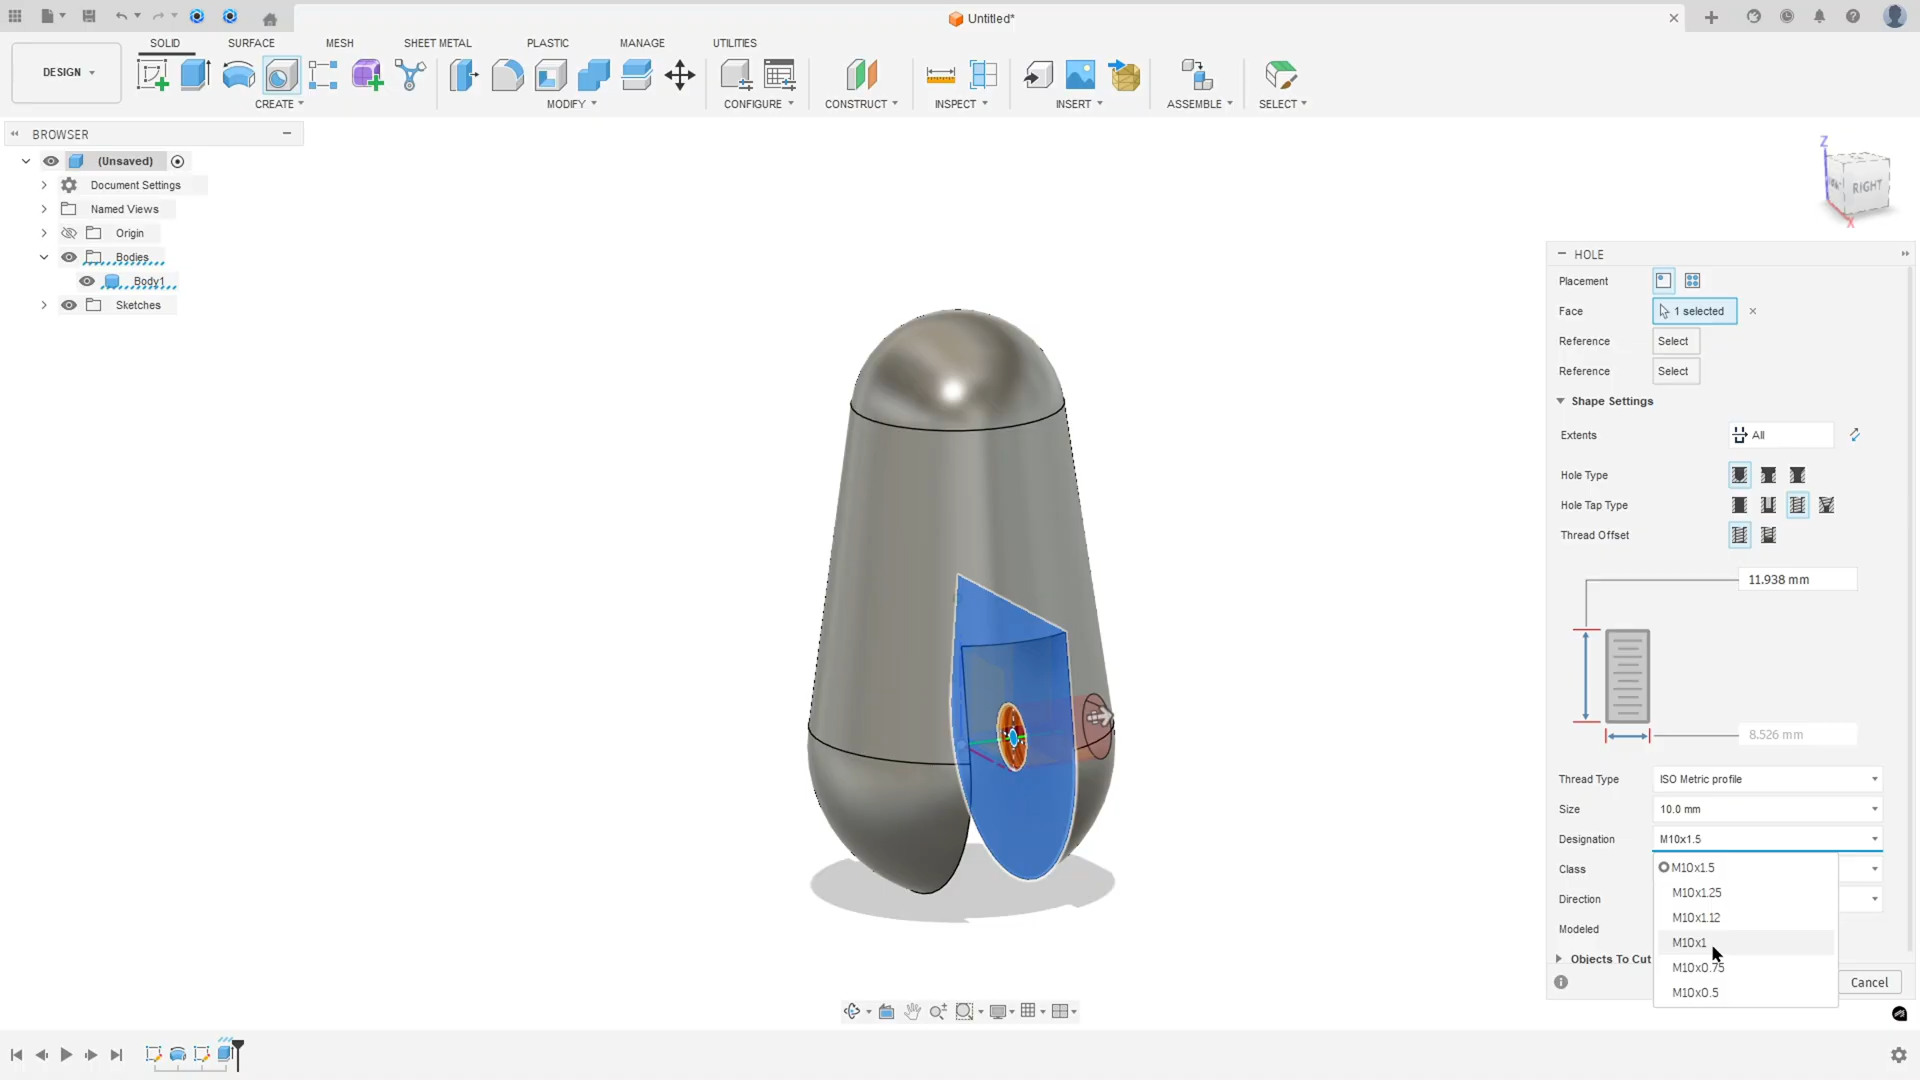 Untitled*
DESIGN
SOLID
SURFACE
MESH
SHEET METAL
PLASTIC
MANAGE
UTILITIES
CREATE
MODIFY
CONFIGURE
CONSTRUCT
INSPECT
INSERT
ASSEMBLE
SELECT
BROWSER
(Unsaved)
Document Settings
Named Views
Origin
Bodies
Body1
Sketches
Z
RIGHT
X
HOLE
Placement
Face
1 selected
Reference
Select
Reference
Select
Shape Settings
Extents
All
Hole Type
Hole Tap Type
Thread Offset
11.938 mm
8.526 mm
Thread Type
ISO Metric profile
Size
10.0 mm
Designation
M10x1.5
Class
Direction
Modeled
Objects To Cut
M10x1.5
M10x1.25
M10x1.12
M10x1
M10x0.75
M10x0.5
Cancel